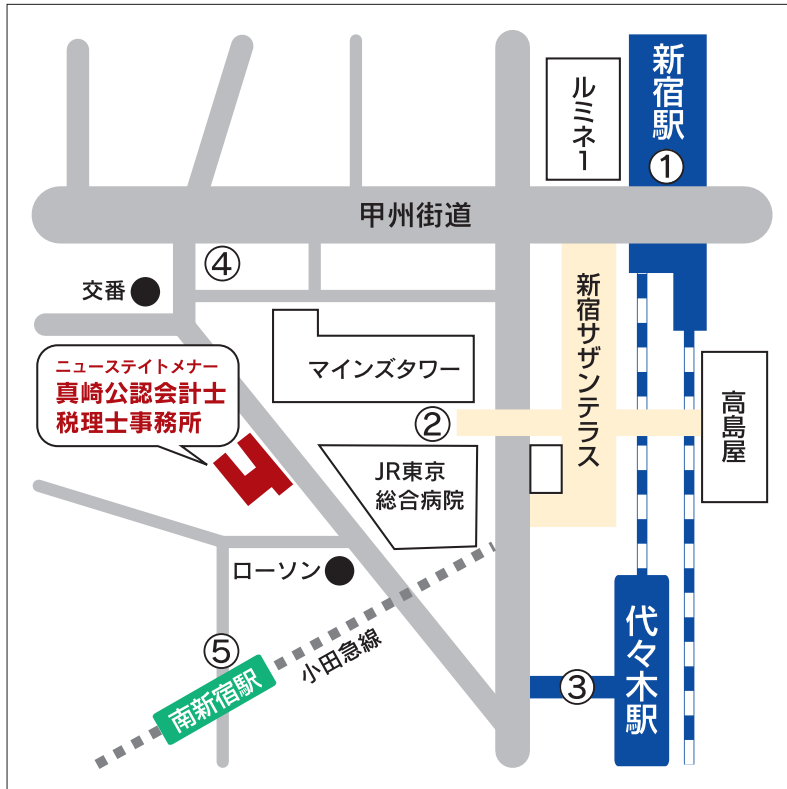 新宿駅
①
ルミネ1
甲州街道
④
交番
新宿サザンテラス
マインズタワー
ニューステイトメナー
真崎公認会計士
税理士事務所
高島屋
②
JR東京
総合病院
ローソン
小田急線
⑤
南新宿駅
③
代々木駅